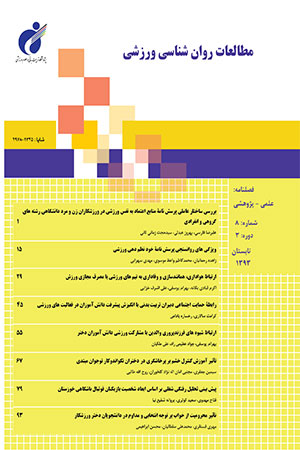 مطالعات روان شناسی ورزشی
فصلنامه:
علمی - پژوهشی
شماره: ۸
دوره: ۳
تابستان
۱۳۹۳
بررسی ساختار عاملی پرسش نامهٔ منابع اعتماد به نفس ورزشی در ورزشکاران زن و مرد دانشگاهی رشته های
گروهی و انفرادی
۱
ویژگی های روانسنجی پرسش نامهٔ خود نظم دهی ورزشی
۱۵
ارتباط هواداری، همانندسازی و وفاداری به تیم های ورزشی با مصرف مجازی ورزش
۲۹
رابطهٔ حمایت اجتماعی دبیران تربیت بدنی با انگیزش پیشرفت دانش آموزان در فعالیت های ورزشی
۴۵
ارتباط شیوه های فرزندپروری والدین با مشارکت ورزشی دانش آموزان دختر
۵۵
تأثیر آموزش کنترل خشم بر پرخاشگری در دختران تکواندوکار نوجوان مبتدی
۶۷
پیش بینی تحلیل رفتگی شغلی بر اساس ابعاد شخصیت بازیکنان فوتبال باشگاهی خوزستان
۷۹
تأثیر محرومیت از خواب بر توجه انتخابی و مداوم در دانشجویان دختر ورزشکار
۹۳